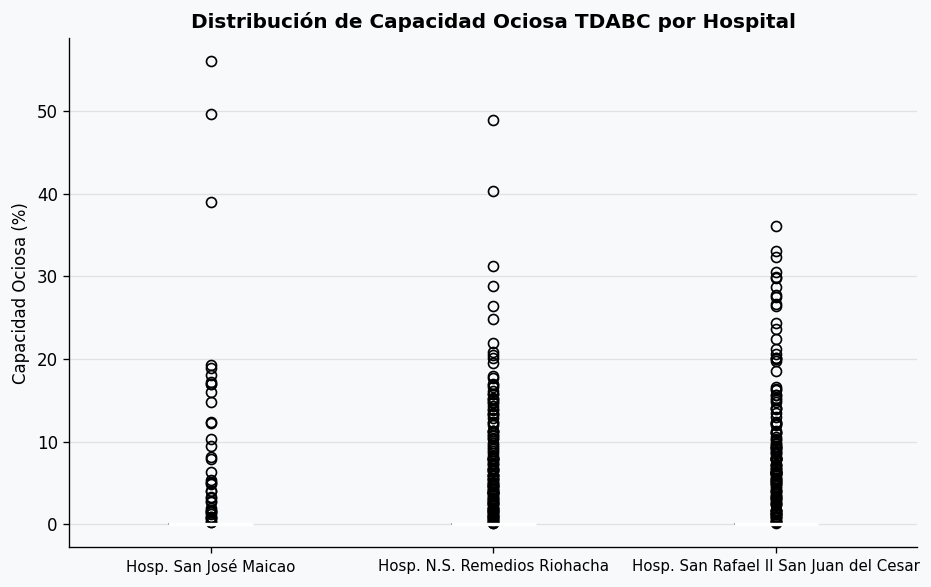 Distribución de Capacidad Ociosa TDABC por Hospital
Capacidad Ociosa (%)
50
40
30
20
10
0
Hosp. San José Maicao
Hosp. N.S. Remedios Riohacha
Hosp. San Rafael II San Juan del Cesar